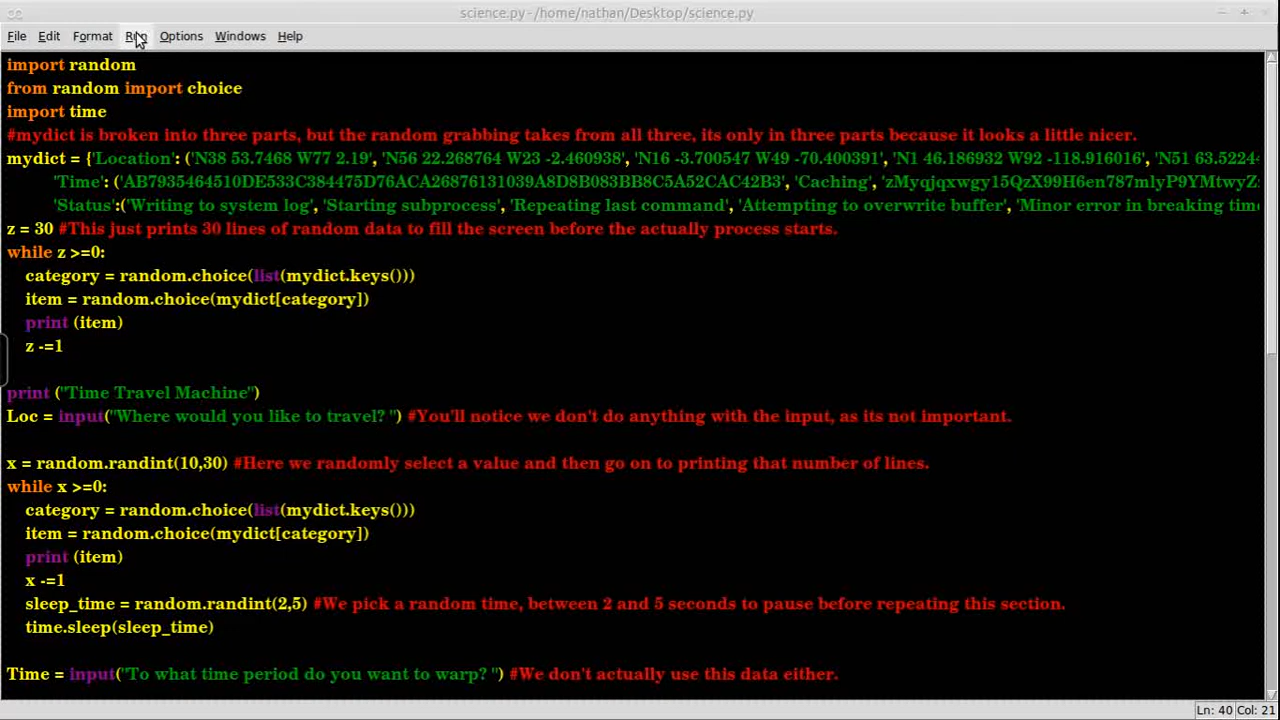 science.py - /home/nathan/Desktop/science.py
File Edit Format Run Options Windows Help
import random
from random import choice
import time
#mydict is broken into three parts, but the random grabbing takes from all three, its only in three parts because it looks a little nicer.
mydict = {'Location': ('N38 53.7468 W77 2.19', 'N56 22.268764 W23 -2.460938', 'N16 -3.700547 W49 -70.400391', 'N1 46.186932 W92 -118.916016', 'N51 63.5224
'Time': ('AB7935464510DE533C384475D76ACA26876131039A8D8B083BB8C5A52CAC42B3', 'Caching', 'zMyqjqxwgy15QzX99H6en787mlyP9YMtwyZ
'Status':('Writing to system log', 'Starting subprocess', 'Repeating last command', 'Attempting to overwrite buffer', 'Minor error in breaking time
z = 30 #This just prints 30 lines of random data to fill the screen before the actually process starts.
while z >=0:
category = random.choice(list(mydict.keys()))
item = random.choice(mydict[category])
print (item)
z -=1
print ("Time Travel Machine")
Loc = input("Where would you like to travel? ") #You'll notice we don't do anything with the input, as its not important.
x = random.randint(10,30) #Here we randomly select a value and then go on to printing that number of lines.
while x >=0:
category = random.choice(list(mydict.keys()))
item = random.choice(mydict[category])
print (item)
x -=1
sleep_time = random.randint(2,5) #We pick a random time, between 2 and 5 seconds to pause before repeating this section.
time.sleep(sleep_time)
Time = input("To what time period do you want to warp? ") #We don't actually use this data either.
Ln: 40 Col: 21